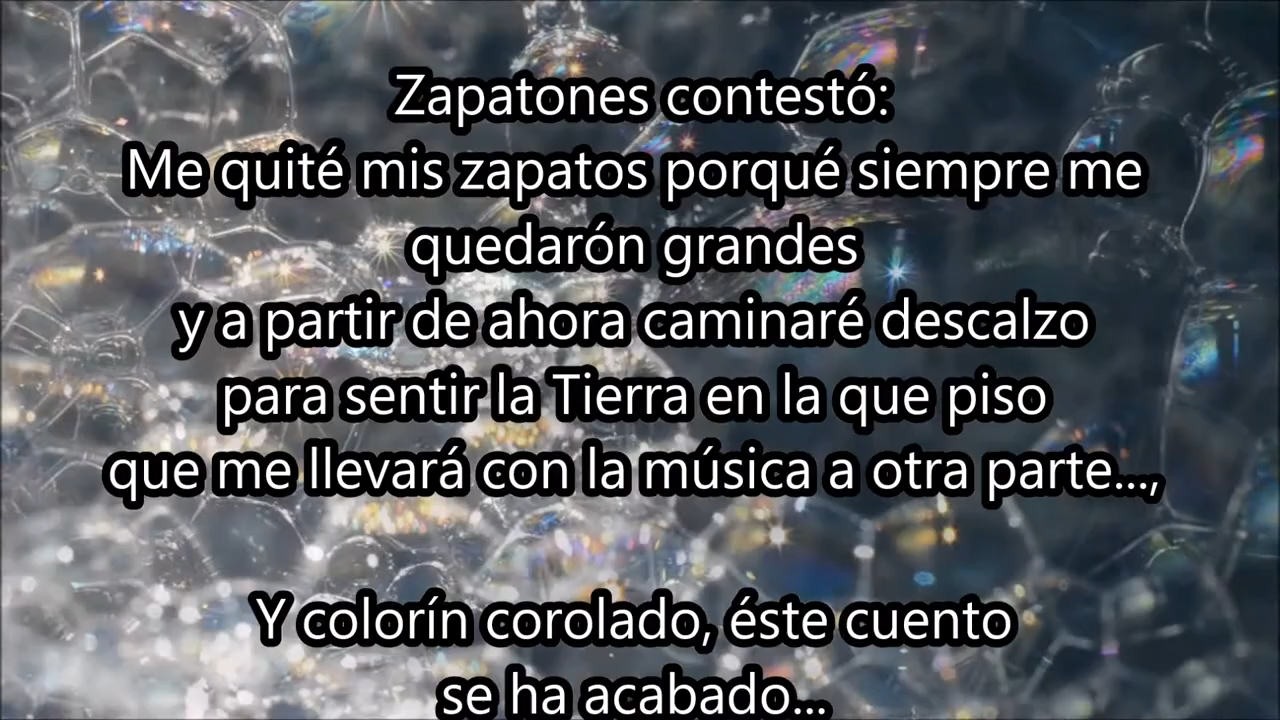 Zapatones contestó:
Me quité mis zapatos porqué siempre me
quedarón grandes
y a partir de ahora caminaré descalzo
para sentir la Tierra en la que piso
que me llevará con la música a otra parte...,
Y colorín corolado, éste cuento
se ha acabado...